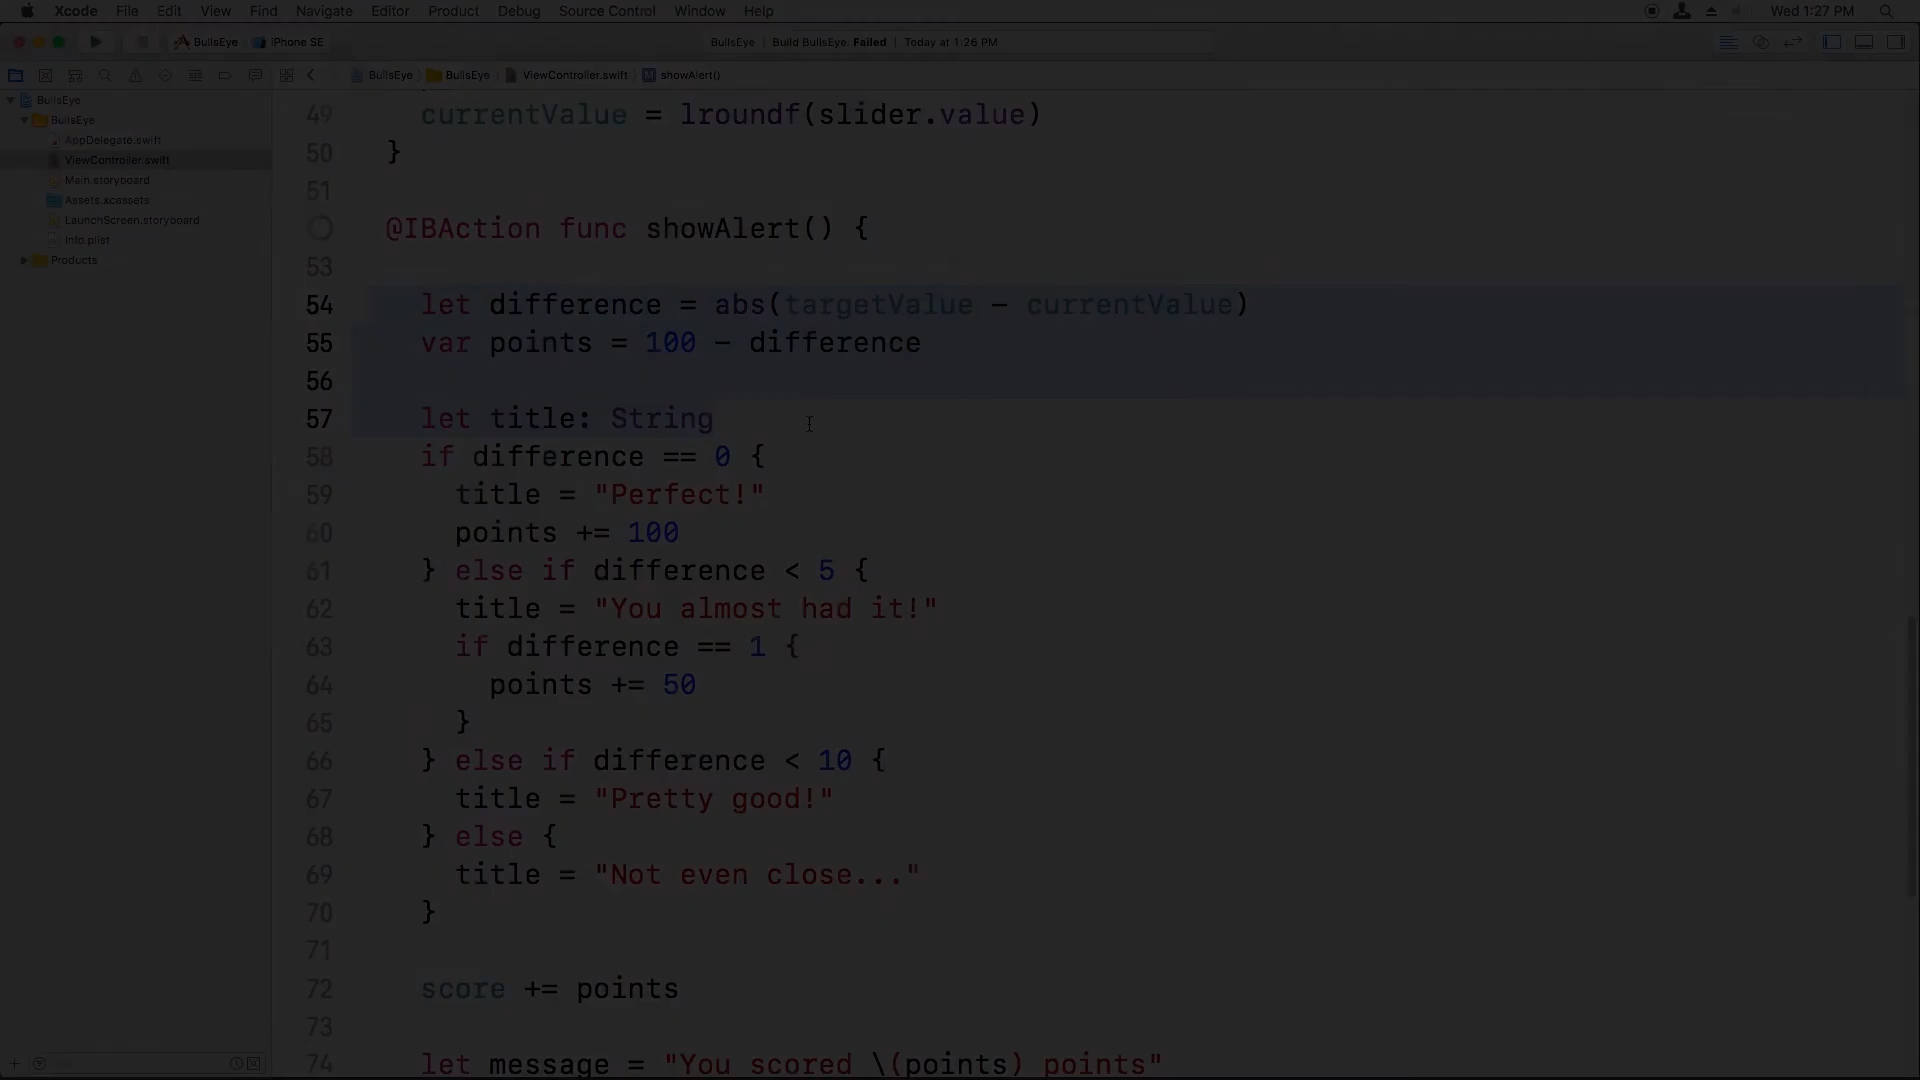 Xcode File Edit View Find Navigate Editor Product Debug Source Control Window Help Wed 1:27 PM
BullsEye iPhone SE BullsEye | Build BullsEye: Failed | Today at 1:26 PM
BullsEye BullsEye ViewController.swift M showAlert()
BullsEye
BullsEye
AppDelegate.swift
ViewController.swift
Main.storyboard
Assets.xcassets
LaunchScreen.storyboard
Info.plist
Products
49 currentValue = lroundf(slider.value)
50 }
51
@IBAction func showAlert() {
53
54 let difference = abs(targetValue - currentValue)
55 var points = 100 - difference
56
57 let title: String
58 if difference == 0 {
59 title = "Perfect!"
60 points += 100
61 } else if difference < 5 {
62 title = "You almost had it!"
63 if difference == 1 {
64 points += 50
65 }
66 } else if difference < 10 {
67 title = "Pretty good!"
68 } else {
69 title = "Not even close..."
70 }
71
72 score += points
73
74 let message = "You scored \(points) points"